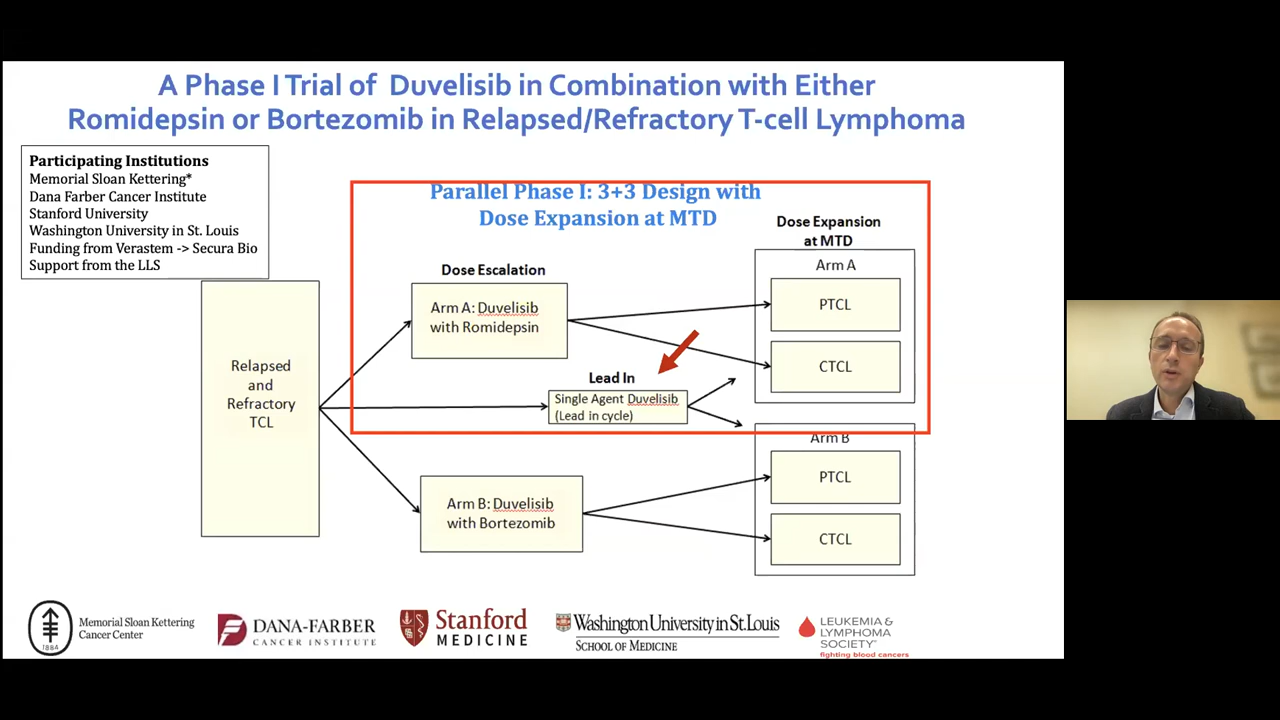 A Phase I Trial of Duvelisib in Combination with Either
Romidepsin or Bortezomib in Relapsed/Refractory T-cell Lymphoma
Participating Institutions
Memorial Sloan Kettering*
Dana Farber Cancer Institute
Stanford University
Washington University in St. Louis
Funding from Verastem -> Secura Bio
Support from the LLS
Parallel Phase I: 3+3 Design with
Dose Expansion at MTD
Dose Expansion
at MTD
Dose Escalation
Arm A
Arm A: Duvelisib
with Romidepsin
PTCL
CTCL
Relapsed
and
Refractory
TCL
Lead In
Single Agent Duvelisib
(Lead in cycle)
Arm B
Arm B: Duvelisib
with Bortezomib
PTCL
CTCL
1884
Memorial Sloan Kettering
Cancer Center
DANA-FARBER
CANCER INSTITUTE
Stanford
MEDICINE
Washington University in St. Louis
SCHOOL OF MEDICINE
LEUKEMIA &
LYMPHOMA
SOCIETY
fighting blood cancers